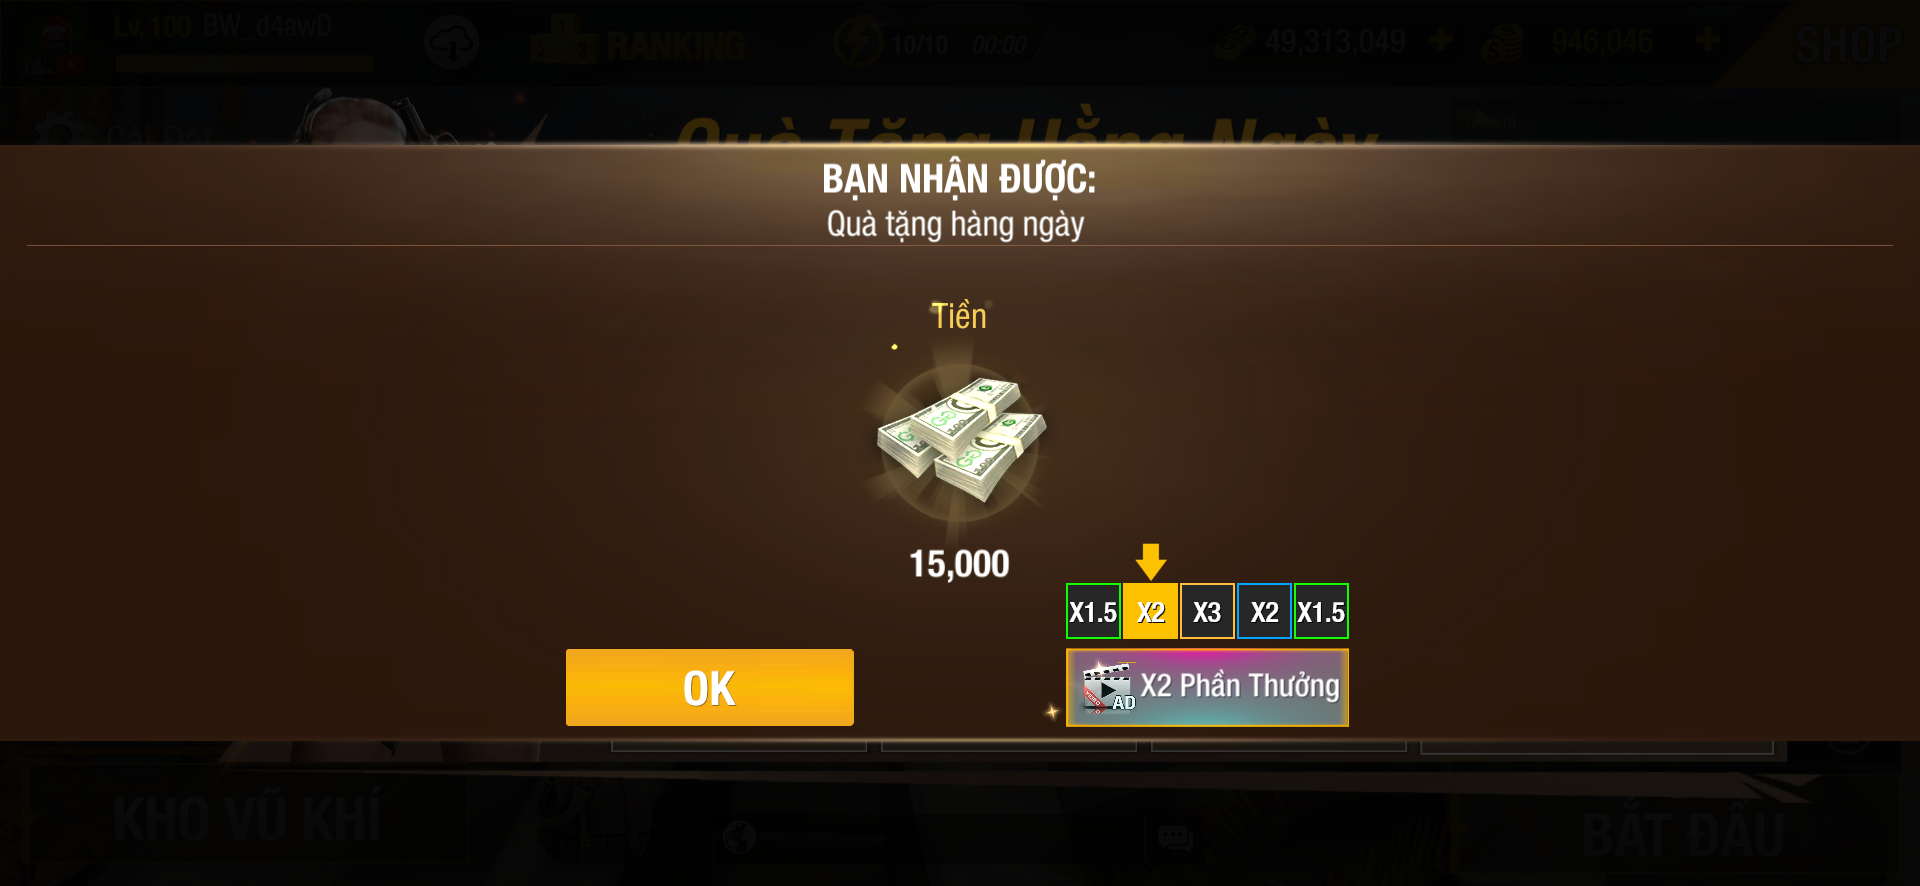 Lv.100 BW_d4awD
RANKING
10/10 00:00
49,313,049
946,046
SHOP
Cài Đặt
Quà Tặng Hằng Ngày
BẠN NHẬN ĐƯỢC:
Quà tặng hàng ngày
Tiền
15,000
X1.5 X2 X3 X2 X1.5
OK
AD X2 Phần Thưởng
KHO VŨ KHÍ
BẮT ĐẦU